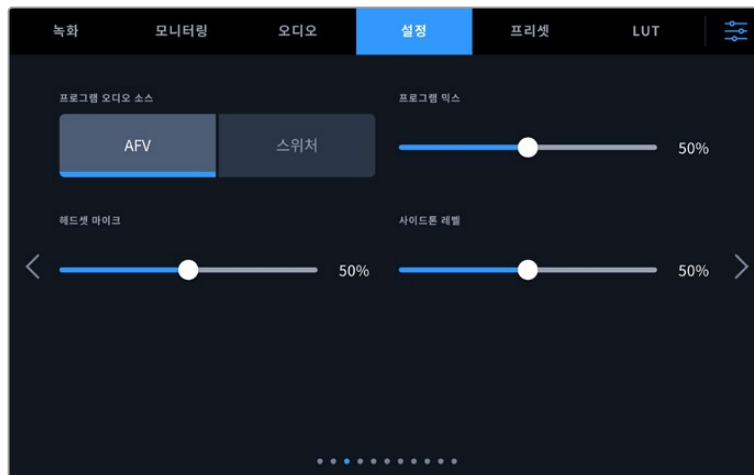 녹화 모니터링 오디오 설정 프리셋 LUT
프로그램 오디오 소스 프로그램 믹스
AFV 스위처 50%
헤드셋 마이크 사이드톤 레벨
50% 50%